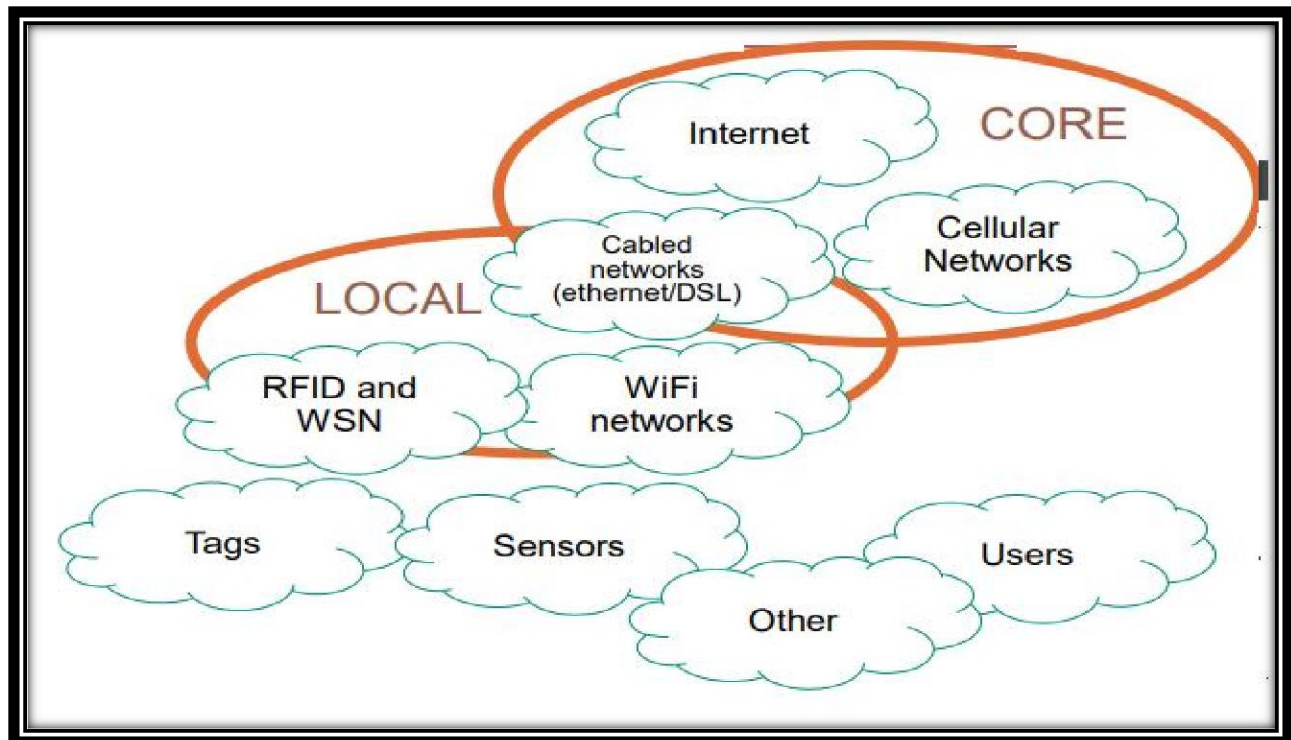 Internet
CORE
Cellular
Networks
Cabled
networks
(ethernet/DSL)
LOCAL
RFID and
WSN
WiFi
networks
Tags
Sensors
Users
Other